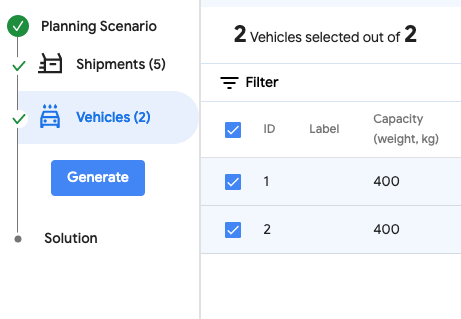 Planning Scenario
Shipments (5)
Vehicles (2)
Generate
Solution
2 Vehicles selected out of 2
Filter
ID Label Capacity
(weight, kg)
1 400
2 400